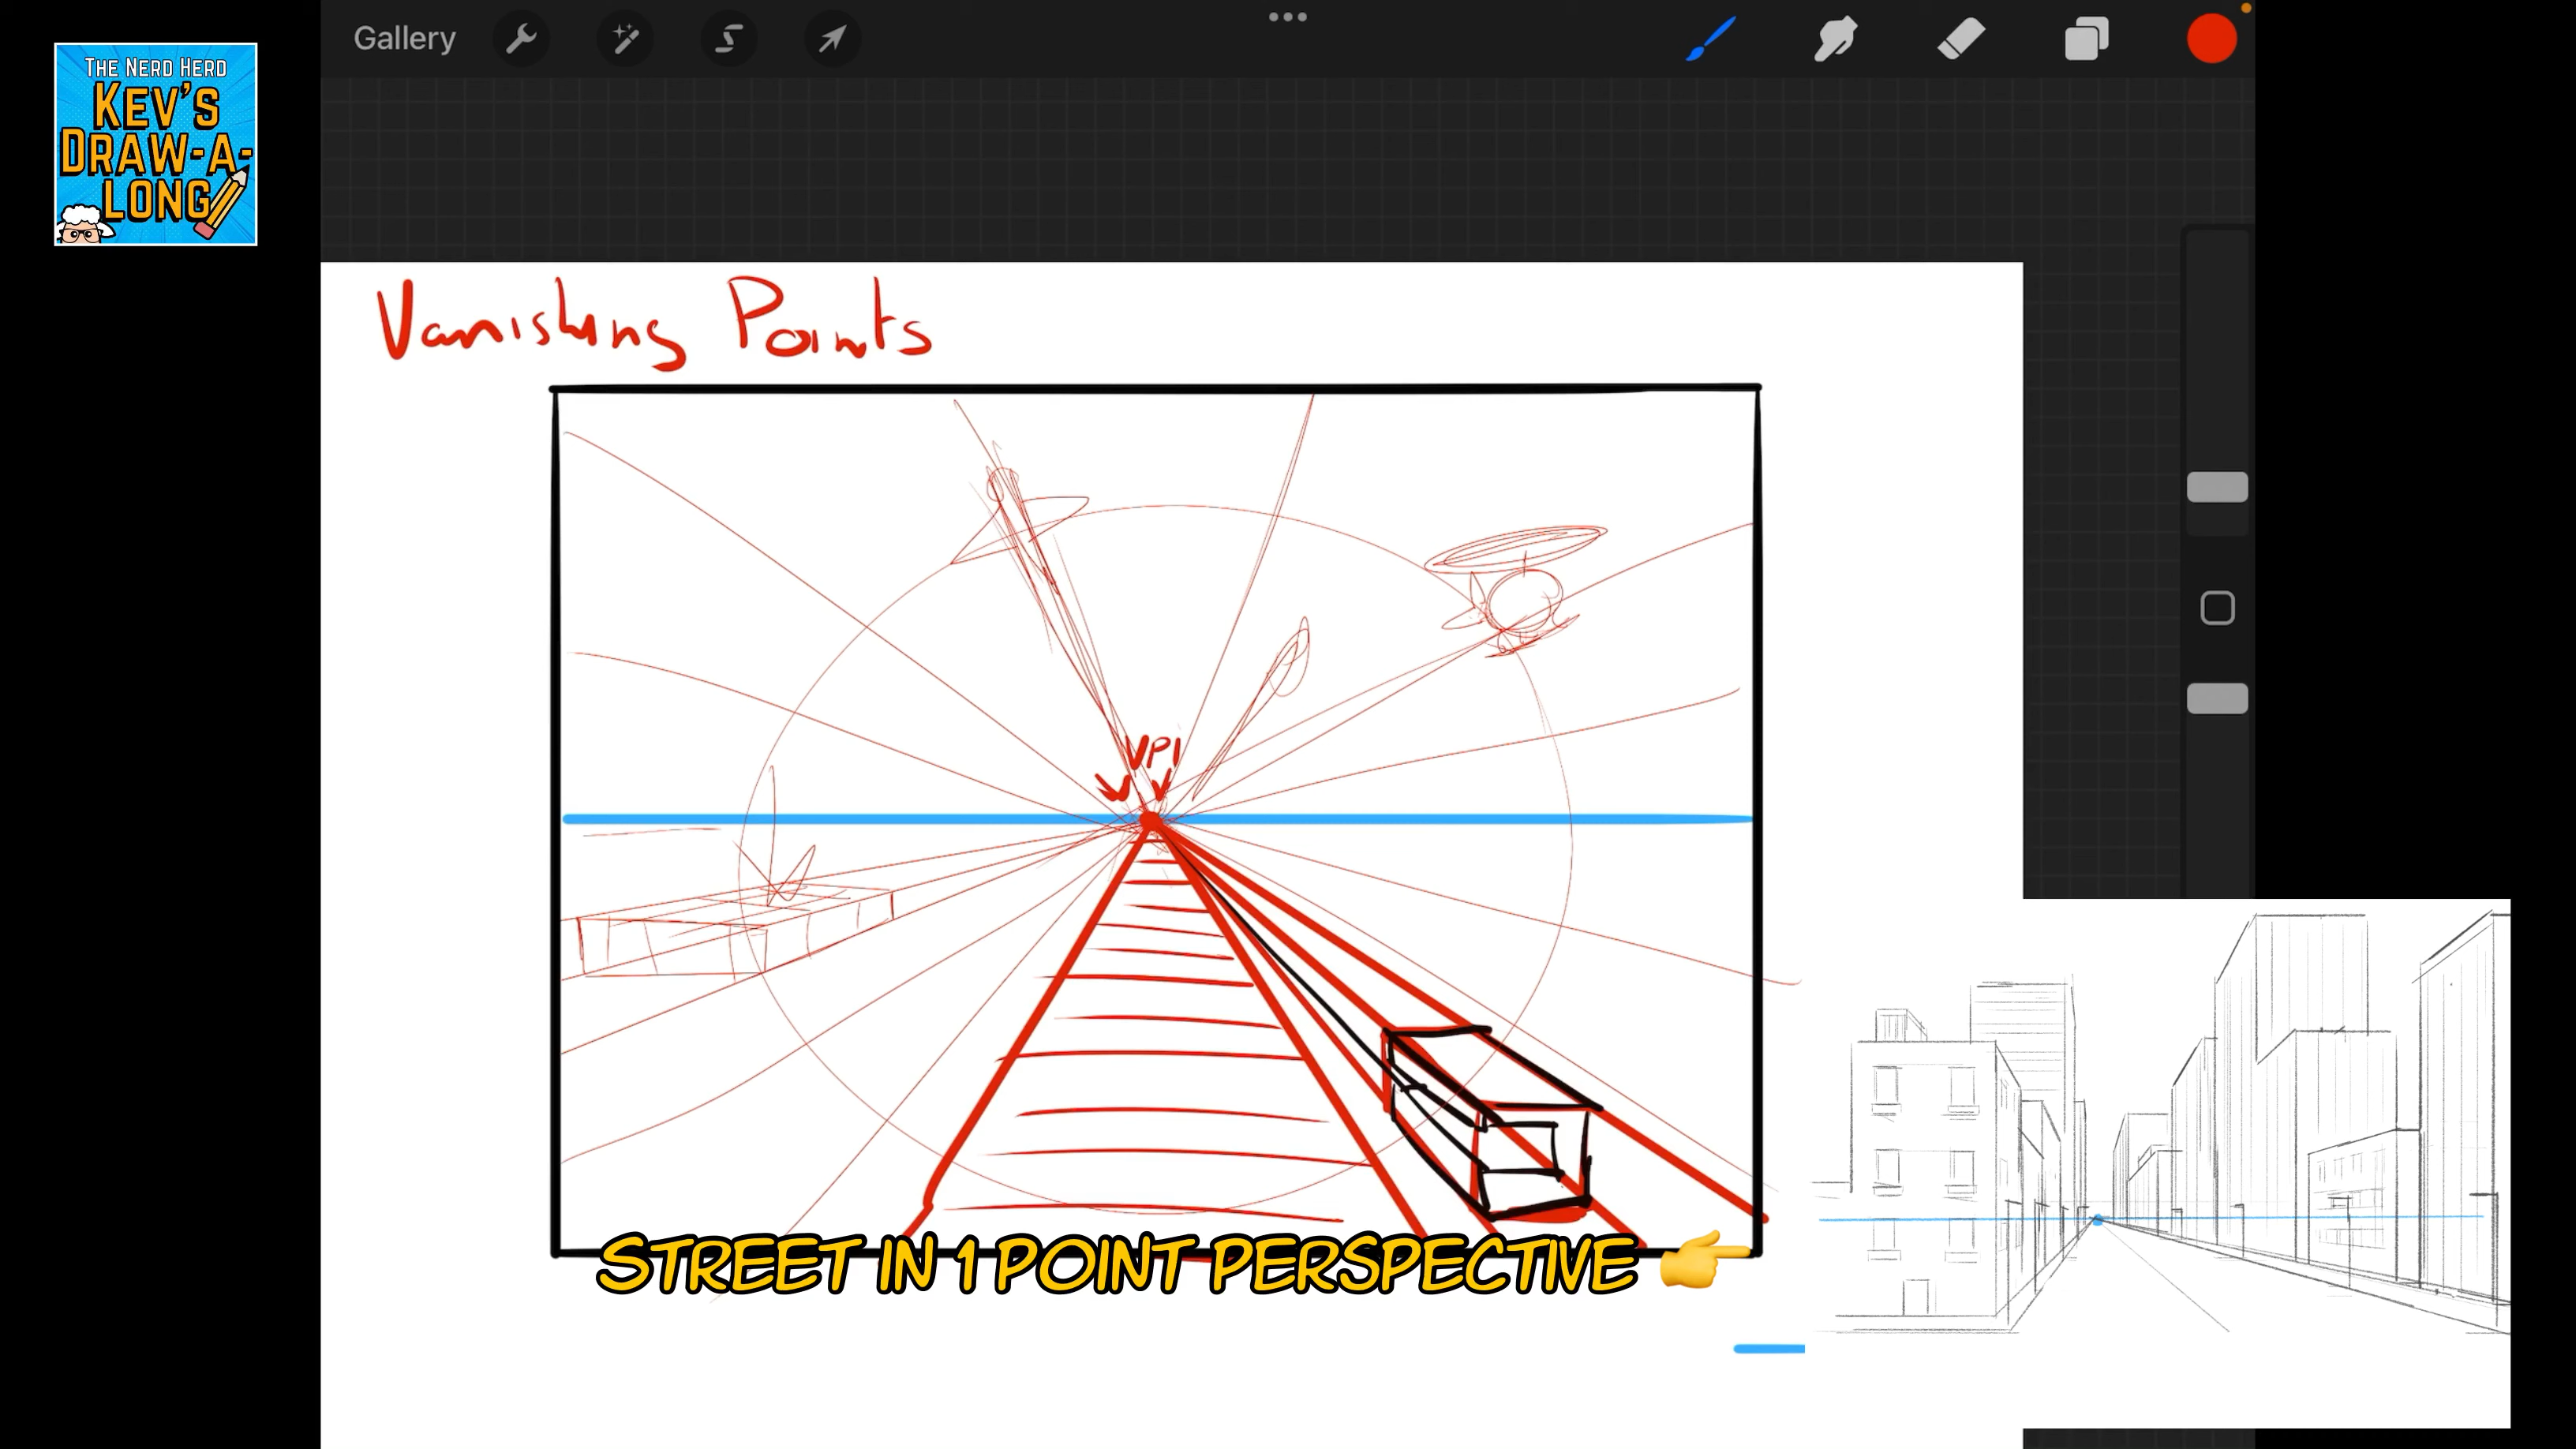 Gallery
THE NERD HERD
KEV'S
DRAW-A-
LONG
Vanishing Points
VP1
STREET IN 1 POINT PERSPECTIVE